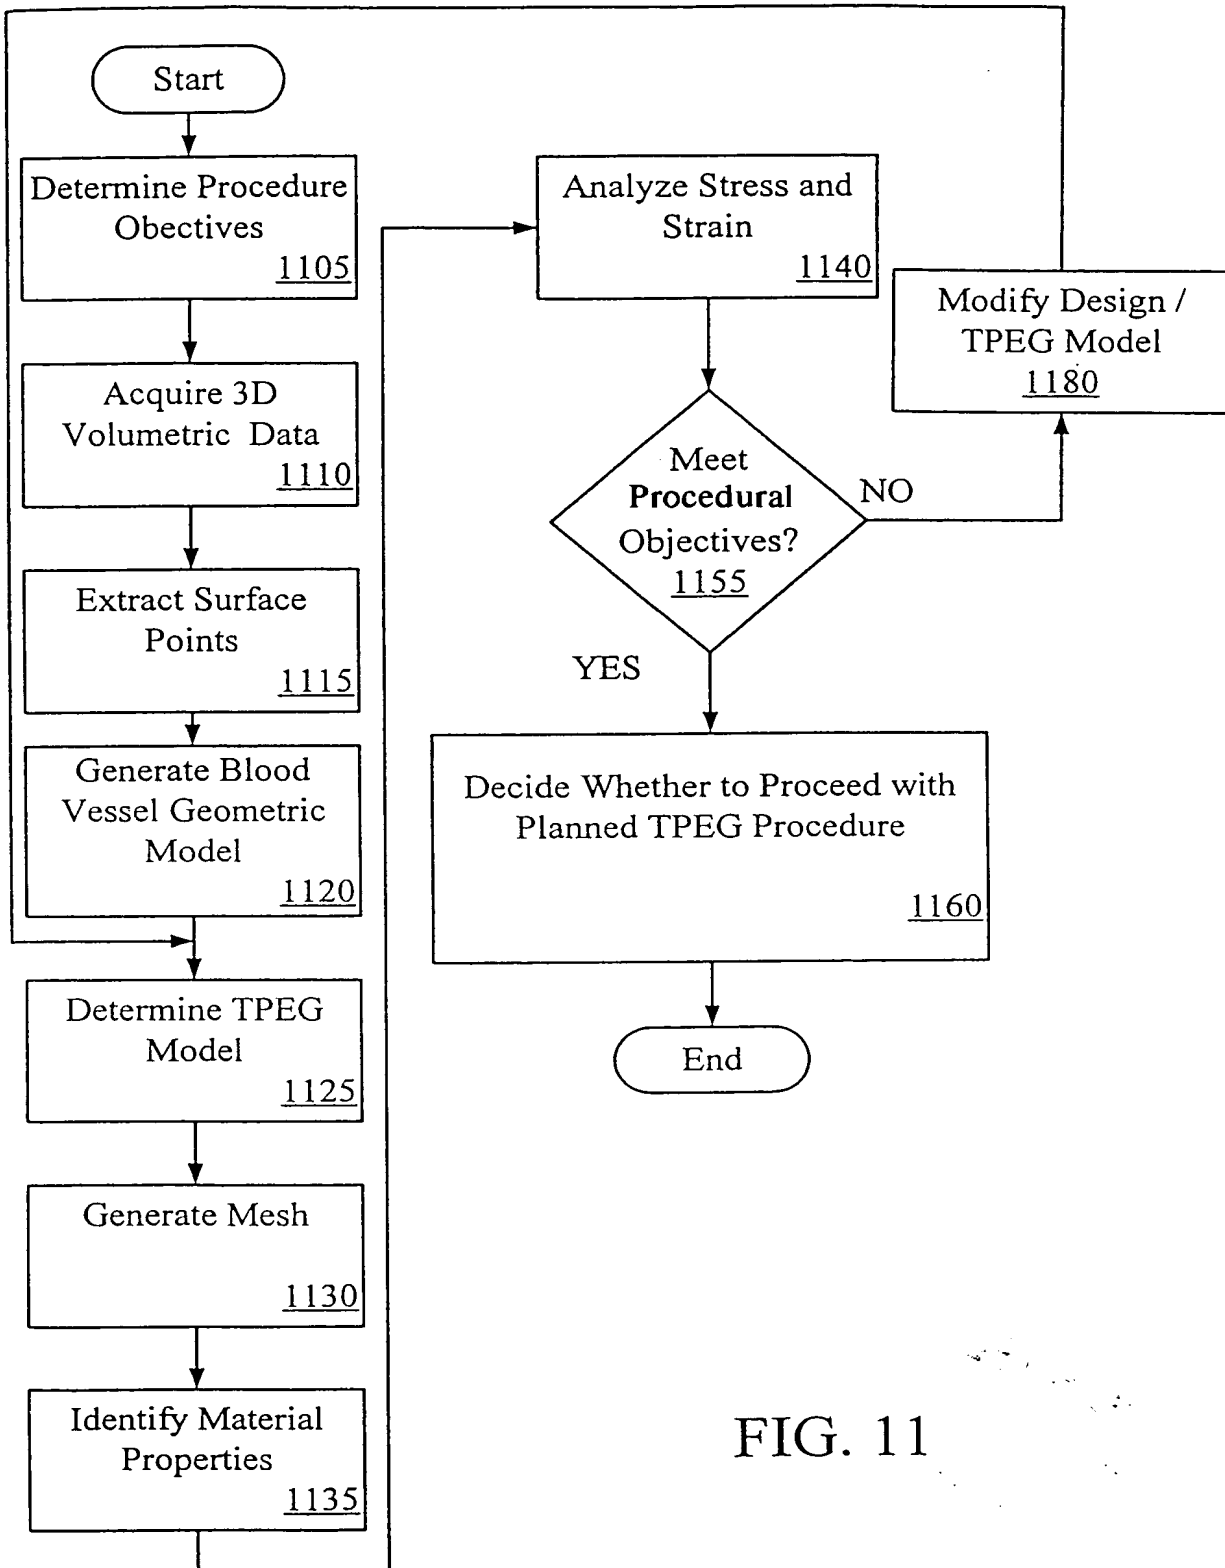 Start
Determine Procedure
Obectives
1105
Acquire 3D
Volumetric Data
1110
Extract Surface
Points
1115
Generate Blood
Vessel Geometric
Model
1120
Determine TPEG
Model
1125
Generate Mesh
1130
Identify Material
Properties
1135
Analyze Stress and
Strain
1140
Meet
Procedural
Objectives?
1155
NO
Modify Design /
TPEG Model
1180
YES
Decide Whether to Proceed with
Planned TPEG Procedure
1160
End
FIG. 11